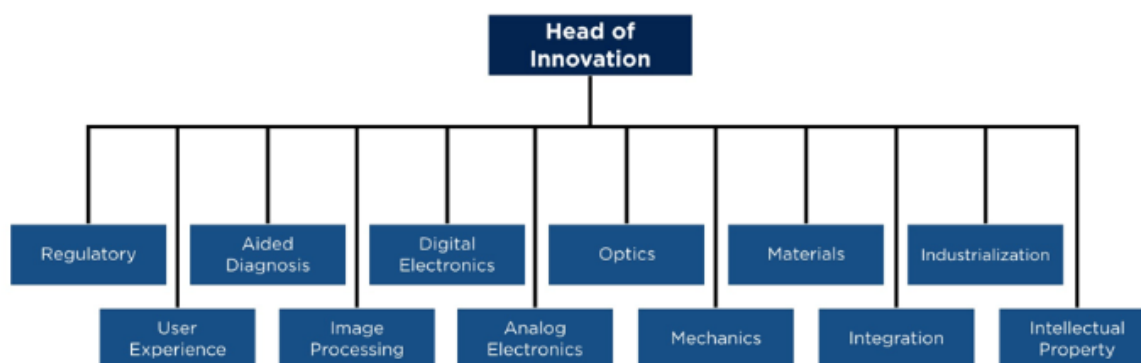 Head of
Innovation
Regulatory
Aided
Diagnosis
Digital
Electronics
Optics
Materials
Industrialization
User
Experience
Image
Processing
Analog
Electronics
Mechanics
Integration
Intellectual
Property